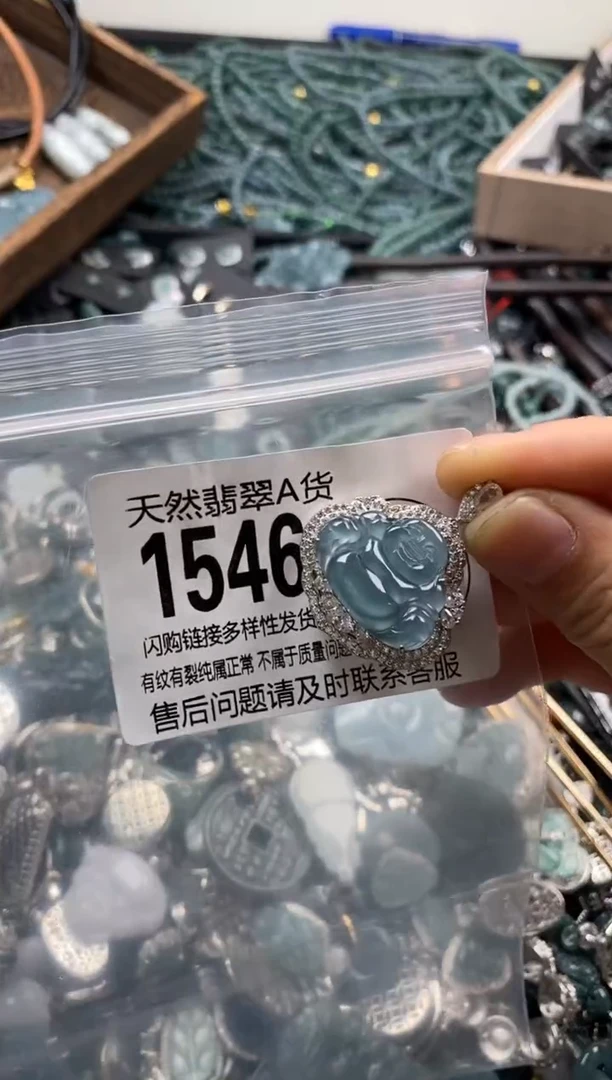 天然翡翠A货
1546
闪购链接多样性发货
有纹有裂纯属正常 不属于质量问题
售后问题请及时联系客服